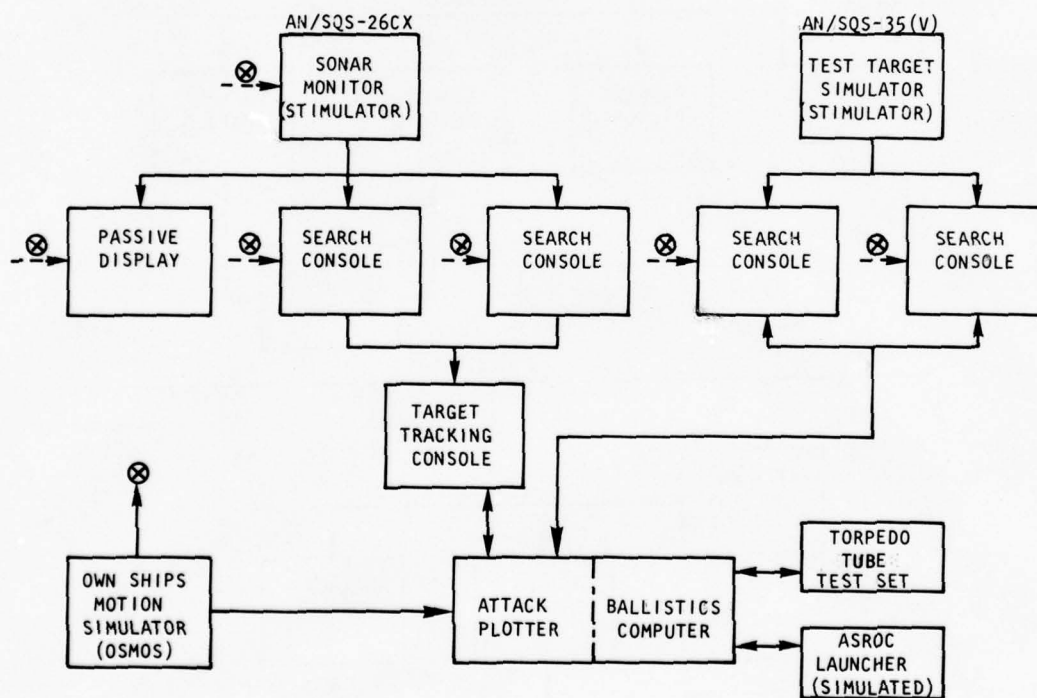 AN/SQS-26CX
AN/SQS-35(V)
SONAR
MONITOR
(STIMULATOR)
TEST TARGET
SIMULATOR
(STIMULATOR)
PASSIVE
DISPLAY
SEARCH
CONSOLE
SEARCH
CONSOLE
SEARCH
CONSOLE
SEARCH
CONSOLE
TARGET
TRACKING
CONSOLE
OWN SHIPS
MOTION
SIMULATOR
(OSMOS)
ATTACK
PLOTTER
BALLISTICS
COMPUTER
TORPEDO
TUBE
TEST SET
ASROC
LAUNCHER
(SIMULATED)